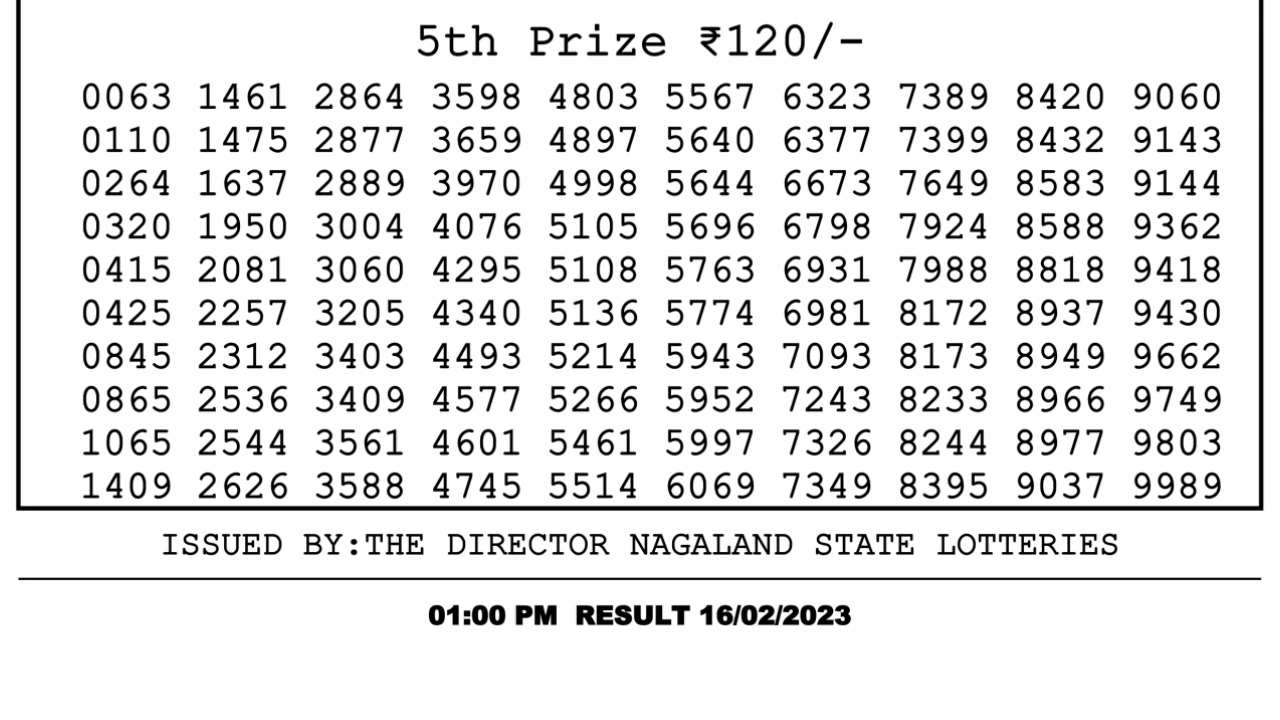 5th Prize ₹120/-
0063 1461 2864 3598 4803 5567 6323 7389 8420 9060
0110 1475 2877 3659 4897 5640 6377 7399 8432 9143
0264 1637 2889 3970 4998 5644 6673 7649 8583 9144
0320 1950 3004 4076 5105 5696 6798 7924 8588 9362
0415 2081 3060 4295 5108 5763 6931 7988 8818 9418
0425 2257 3205 4340 5136 5774 6981 8172 8937 9430
0845 2312 3403 4493 5214 5943 7093 8173 8949 9662
0865 2536 3409 4577 5266 5952 7243 8233 8966 9749
1065 2544 3561 4601 5461 5997 7326 8244 8977 9803
1409 2626 3588 4745 5514 6069 7349 8395 9037 9989
ISSUED BY:THE DIRECTOR NAGALAND STATE LOTTERIES
01:00 PM RESULT 16/02/2023